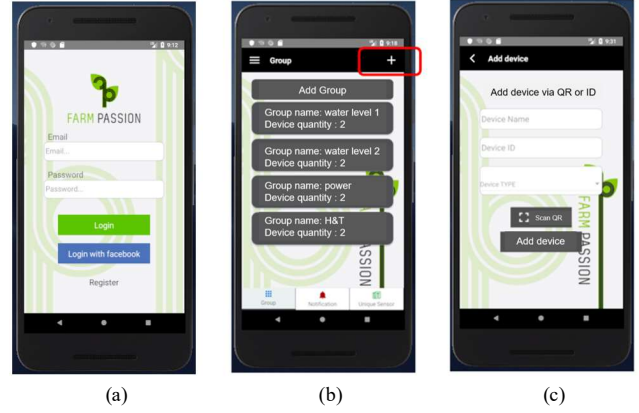 9:12
FARM PASSION
Email
Email...
Password
Password...
Login
Login with facebook
Register
(a)
9:18
Group
+
Add Group
Group name: water level 1
Device quantity : 2
Group name: water level 2
Device quantity : 2
Group name: power
Device quantity : 2
Group name: H&T
Device quantity : 2
PASSION
Group
Notification
Unique Sensor
(b)
9:31
Add device
Add device via QR or ID
Device Name
Device ID
Device TYPE
Scan QR
Add device
FARM PASSION
(c)